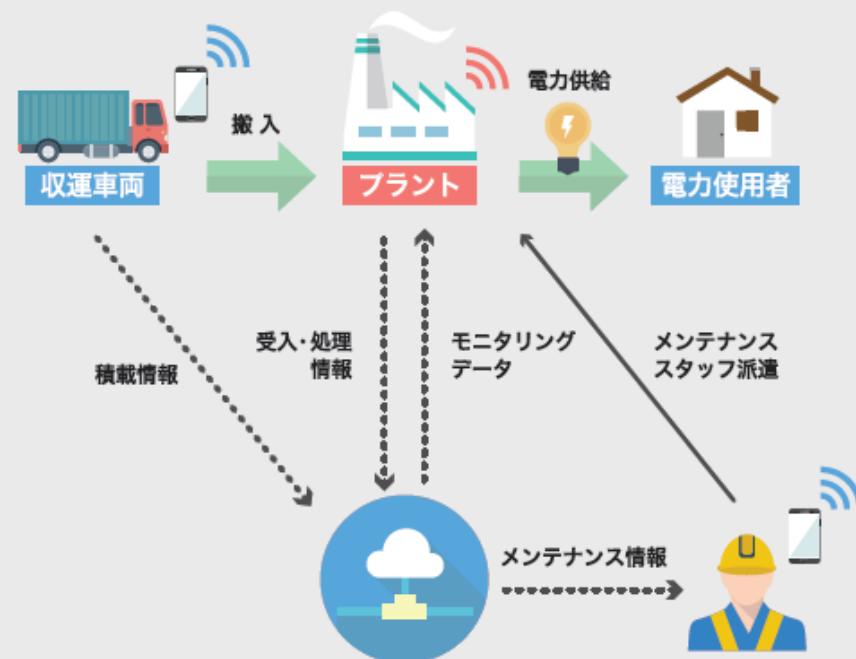 電力供給
搬 入
収運車両
プラント
電力使用者
受入・処理
情報
モニタリング
データ
メンテナンス
スタッフ派遣
積載情報
メンテナンス情報